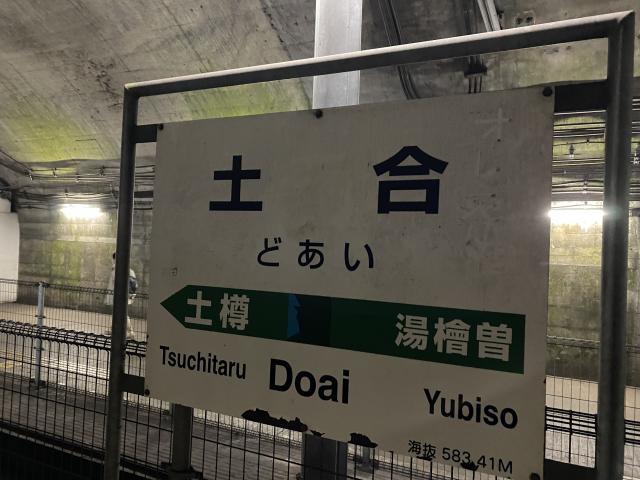 土合
どあい
土樽 湯檜曽
Tsuchitaru Doai Yubiso
海抜 583.41M